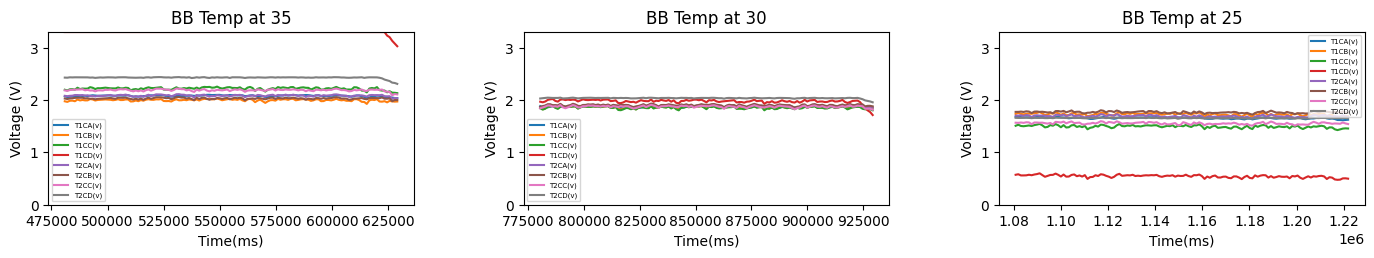 BB Temp at 35
Voltage (V)
3
2
1
0
T1CA(v)
T1CB(v)
T1CC(v)
T1CD(v)
T2CA(v)
T2CB(v)
T2CC(v)
T2CD(v)
475000 500000 525000 550000 575000 600000 625000
Time(ms)
BB Temp at 30
Voltage (V)
3
2
1
0
T1CA(v)
T1CB(v)
T1CC(v)
T1CD(v)
T2CA(v)
T2CB(v)
T2CC(v)
T2CD(v)
775000 800000 825000 850000 875000 900000 925000
Time(ms)
BB Temp at 25
Voltage (V)
3
2
1
0
T1CA(v)
T1CB(v)
T1CC(v)
T1CD(v)
T2CA(v)
T2CB(v)
T2CC(v)
T2CD(v)
1.08 1.10 1.12 1.14 1.16 1.18 1.20 1.22
1e6
Time(ms)